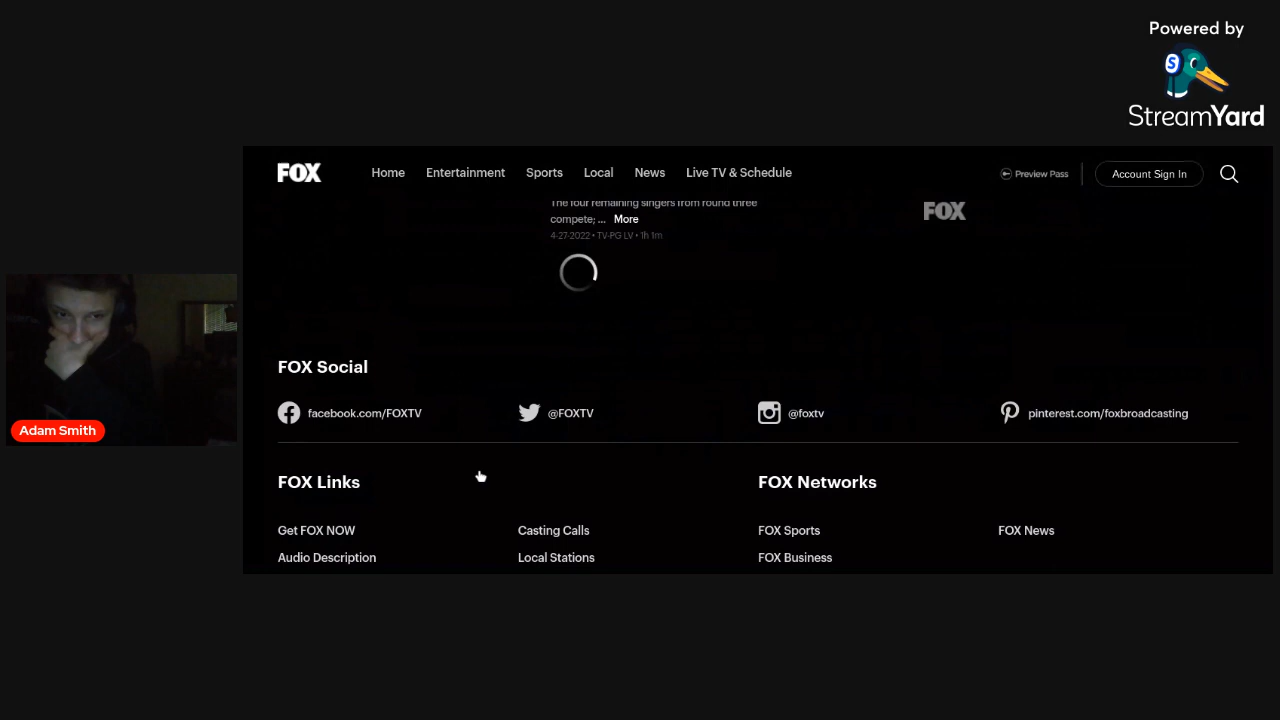 Powered by
StreamYard
FOX Home Entertainment Sports Local News Live TV & Schedule Preview Pass Account Sign In
The four remaining singers from round three
compete; ... More
FOX
4-27-2022 • TV-PG LV • 1h 1m
Adam Smith
FOX Social
facebook.com/FOXTV @FOXTV @foxtv pinterest.com/foxbroadcasting
FOX Links FOX Networks
Get FOX NOW Casting Calls FOX Sports FOX News
Audio Description Local Stations FOX Business